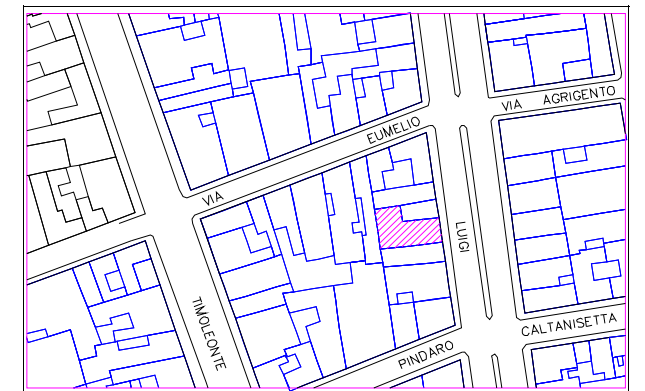 VIA AGRIGENTO
VIA EUMELIO
LUIGI
TIMOLEONTE
PINDARO
CALTANISETTA